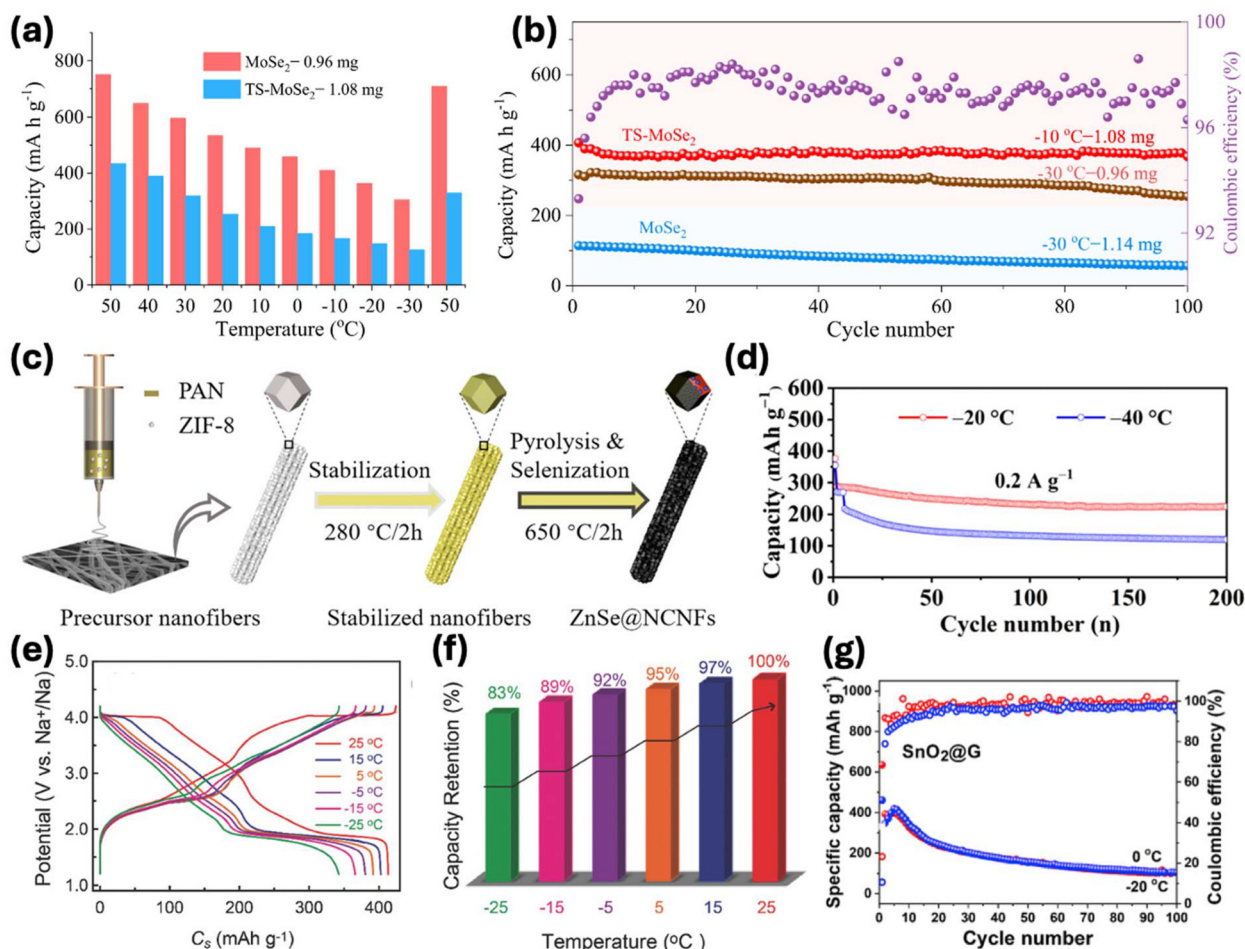 (a)
800
600
400
200
0
Capacity (mA h g⁻¹)
MoSe₂− 0.96 mg
TS-MoSe₂− 1.08 mg
50 40 30 20 10 0 -10 -20 -30 50
Temperature (°C)
(b)
600
400
200
0
Capacity (mA h g⁻¹)
TS-MoSe₂
-10 °C−1.08 mg
-30 °C−0.96 mg
MoSe₂
-30 °C−1.14 mg
0 20 40 60 80 100
Cycle number
100
96
92
Coulombic efficiency (%)
(c)
PAN
ZIF-8
Stabilization
280 °C/2h
Pyrolysis &
Selenization
650 °C/2h
Precursor nanofibers
Stabilized nanofibers
ZnSe@NCNFs
(d)
600
500
400
300
200
100
0
Capacity (mAh g⁻¹)
−20 °C
−40 °C
0.2 A g⁻¹
0 50 100 150 200
Cycle number (n)
(e)
5.0
4.0
3.0
2.0
1.0
Potential (V vs. Na⁺/Na)
25 °C
15 °C
5 °C
-5 °C
-15 °C
-25 °C
0 100 200 300 400
Cs (mAh g⁻¹)
(f)
Capacity Retention (%)
83% 89% 92% 95% 97% 100%
-25 -15 -5 5 15 25
Temperature (°C )
(g)
1000
900
800
700
600
500
400
300
200
100
0
Specific capacity (mAh g⁻¹)
SnO₂@G
0 °C
-20 °C
0 10 20 30 40 50 60 70 80 90 100
Cycle number
100
80
60
40
20
0
Coulombic efficiency (%)